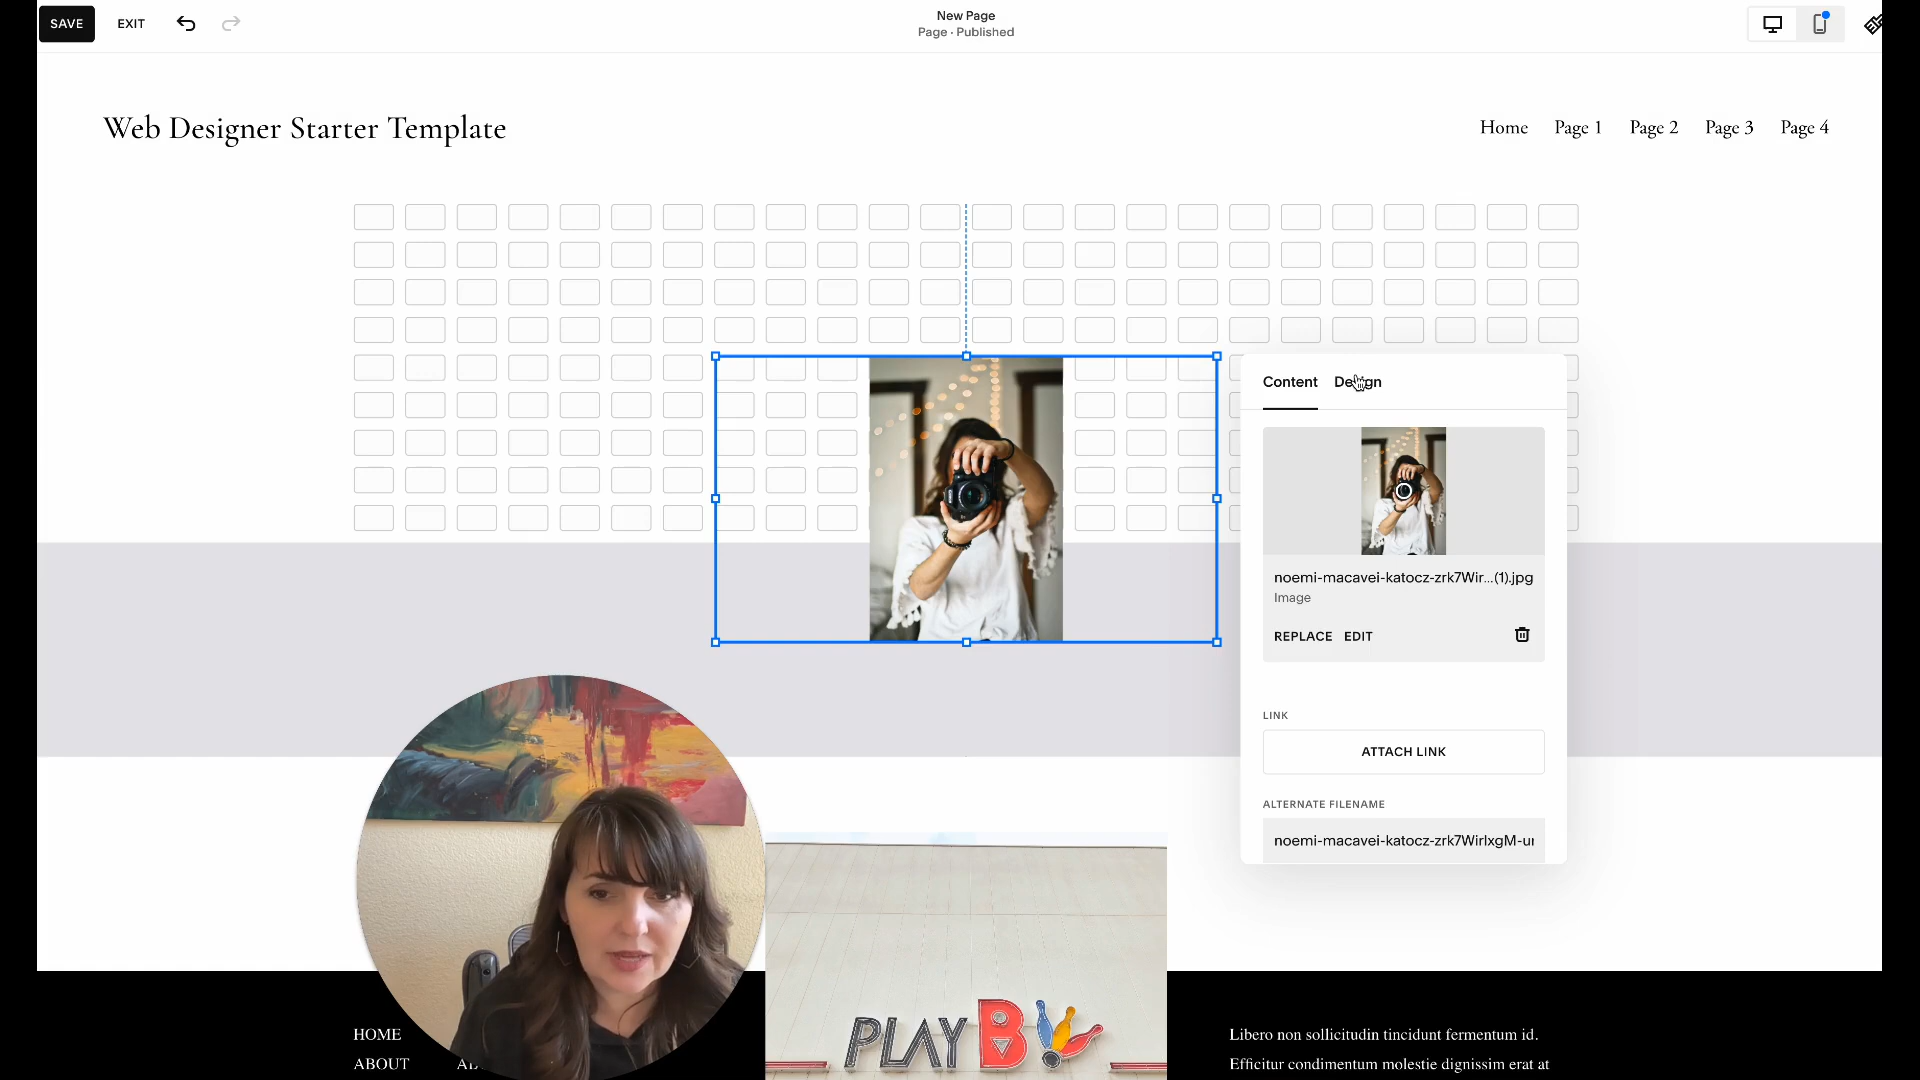 SAVE
EXIT
New Page
Page · Published
Web Designer Starter Template
Home
Page 1
Page 2
Page 3
Page 4
Content
Design
noemi-macavei-katocz-zrk7Wir...(1).jpg
Image
REPLACE
EDIT
LINK
ATTACH LINK
ALTERNATE FILENAME
noemi-macavei-katocz-zrk7WirIxgM-u
PLAY B!
HOME
Libero non sollicitudin tincidunt fermentum id.
ABOUT
Efficitur condimentum molestie dignissim erat at